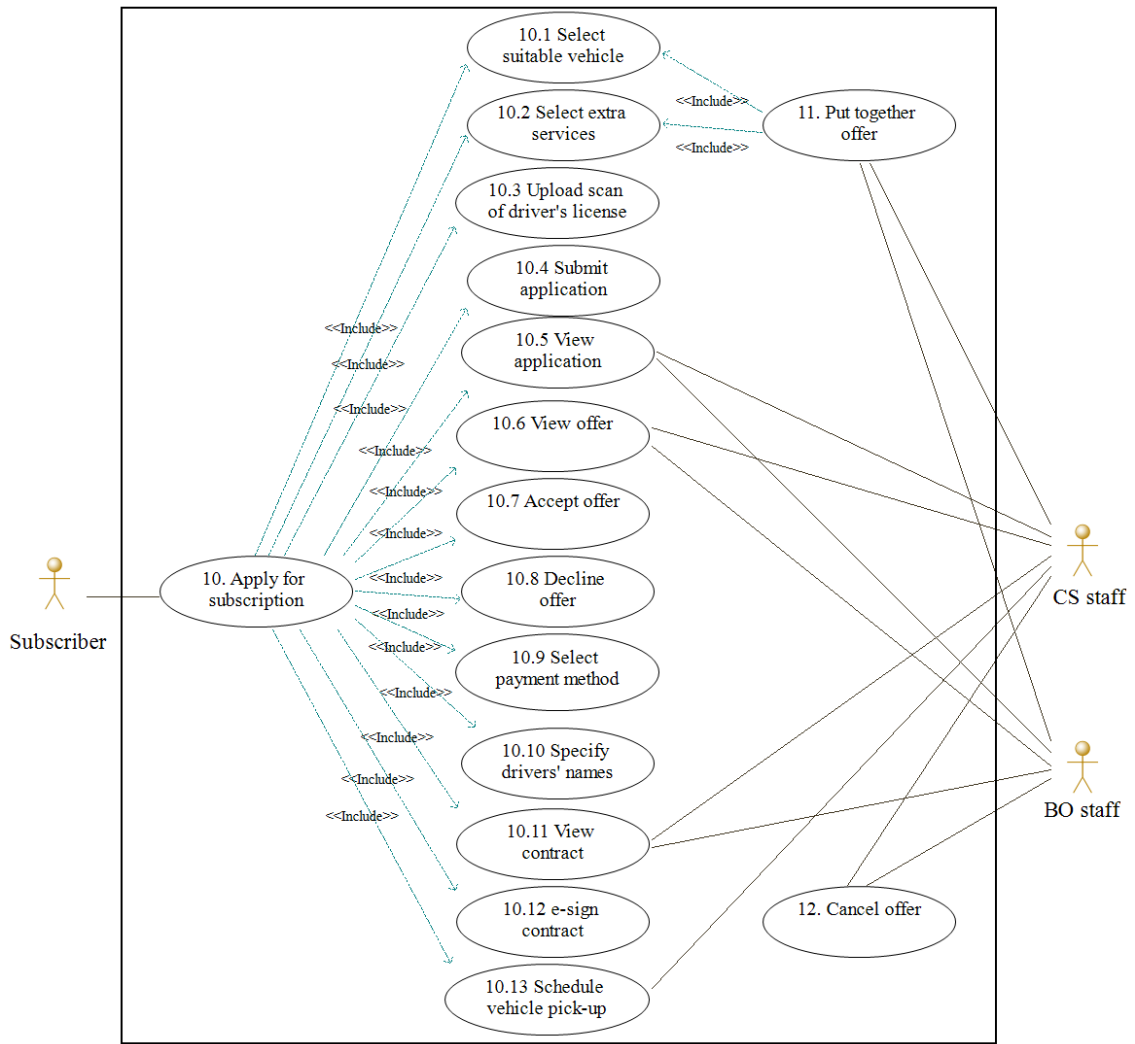 10.1 Select
suitable vehicle
<<Include>>
10.2 Select extra
services
<<Include>>
11. Put together
offer
10.3 Upload scan
of driver's license
10.4 Submit
application
<<Include>>
10.5 View
application
<<Include>>
<<Include>>
10.6 View offer
<<Include>>
<<Include>>
10.7 Accept offer
<<Include>>
10. Apply for
subscription
<<Include>>
10.8 Decline
offer
<<Include>>
Subscriber
CS staff
<<Include>>
10.9 Select
payment method
<<Include>>
<<Include>>
10.10 Specify
drivers' names
<<Include>>
<<Include>>
BO staff
10.11 View
contract
10.12 e-sign
contract
12. Cancel offer
10.13 Schedule
vehicle pick-up